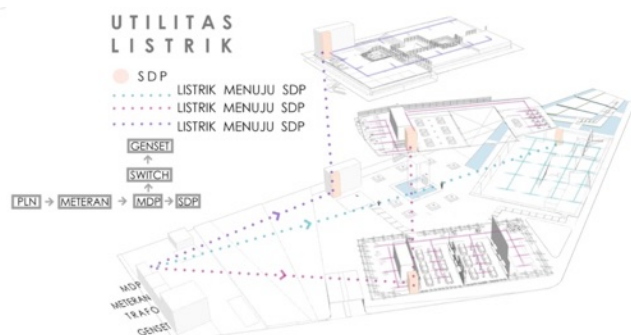 UTILITAS
LISTRIK
SDP
LISTRIK MENUJU SDP
LISTRIK MENUJU SDP
LISTRIK MENUJU SDP
GENSET
SWITCH
PLN METERAN MDP SDP
MDP
METERAN
TRAFO
GENSET